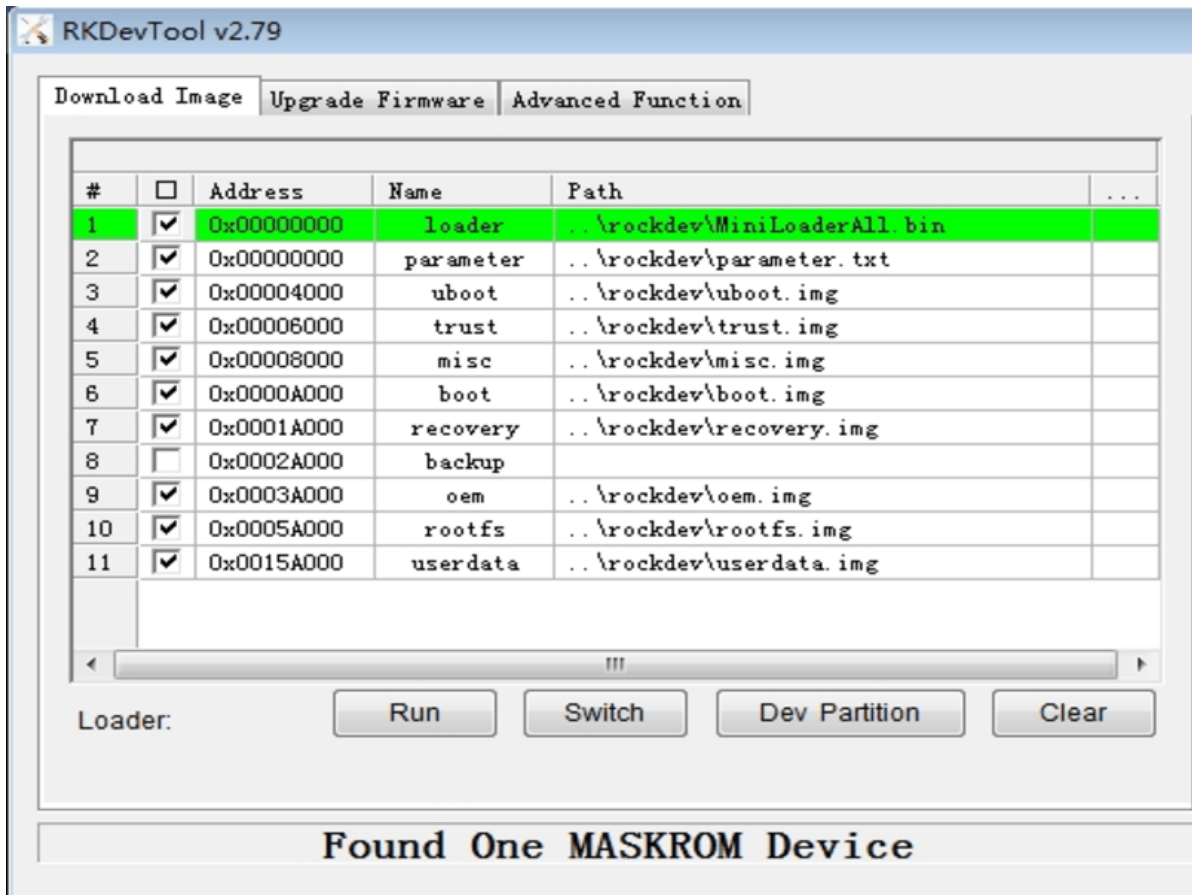 RKDevTool v2.79
Download Image Upgrade Firmware Advanced Function
# Address Name Path ...
1 0x00000000 loader ..\rockdev\MiniLoaderAll.bin
2 0x00000000 parameter ..\rockdev\parameter.txt
3 0x00004000 uboot ..\rockdev\uboot.img
4 0x00006000 trust ..\rockdev\trust.img
5 0x00008000 misc ..\rockdev\misc.img
6 0x0000A000 boot ..\rockdev\boot.img
7 0x0001A000 recovery ..\rockdev\recovery.img
8 0x0002A000 backup
9 0x0003A000 oem ..\rockdev\oem.img
10 0x0005A000 rootfs ..\rockdev\rootfs.img
11 0x0015A000 userdata ..\rockdev\userdata.img
Loader: Run Switch Dev Partition Clear
Found One MASKROM Device